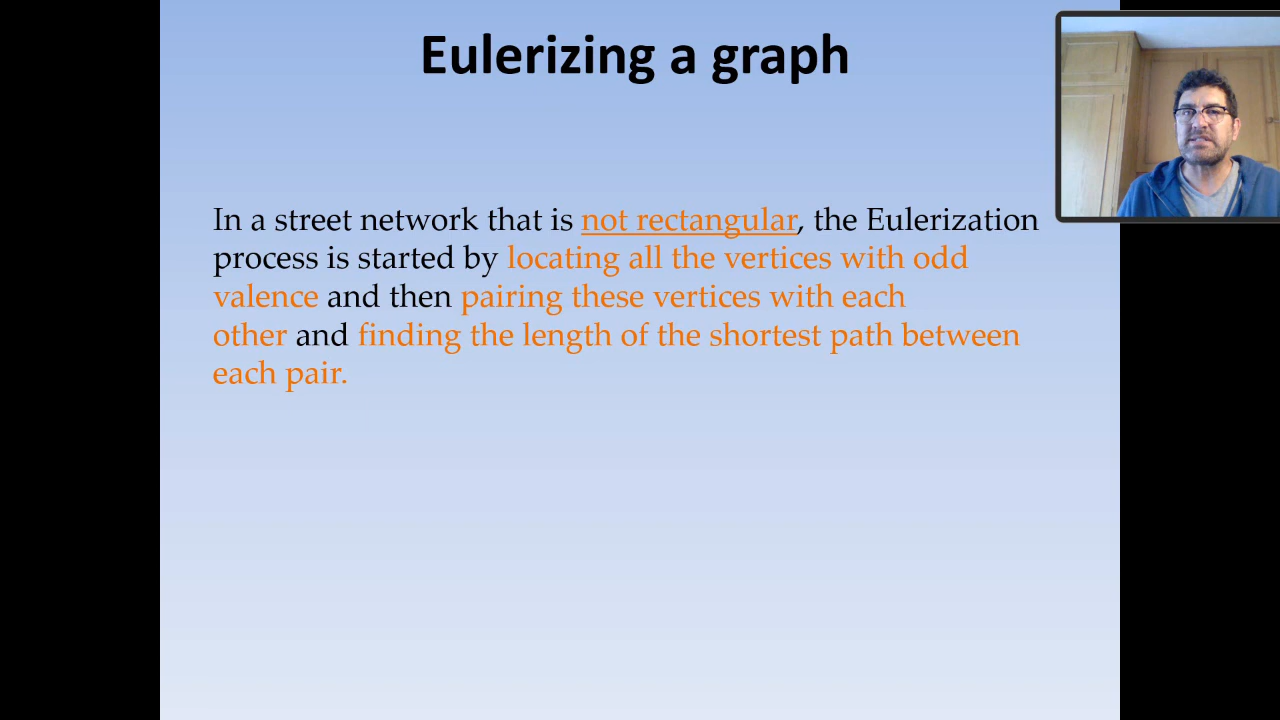 Eulerizing a graph
In a street network that is not rectangular, the Eulerization
process is started by locating all the vertices with odd
valence and then pairing these vertices with each
other and finding the length of the shortest path between
each pair.